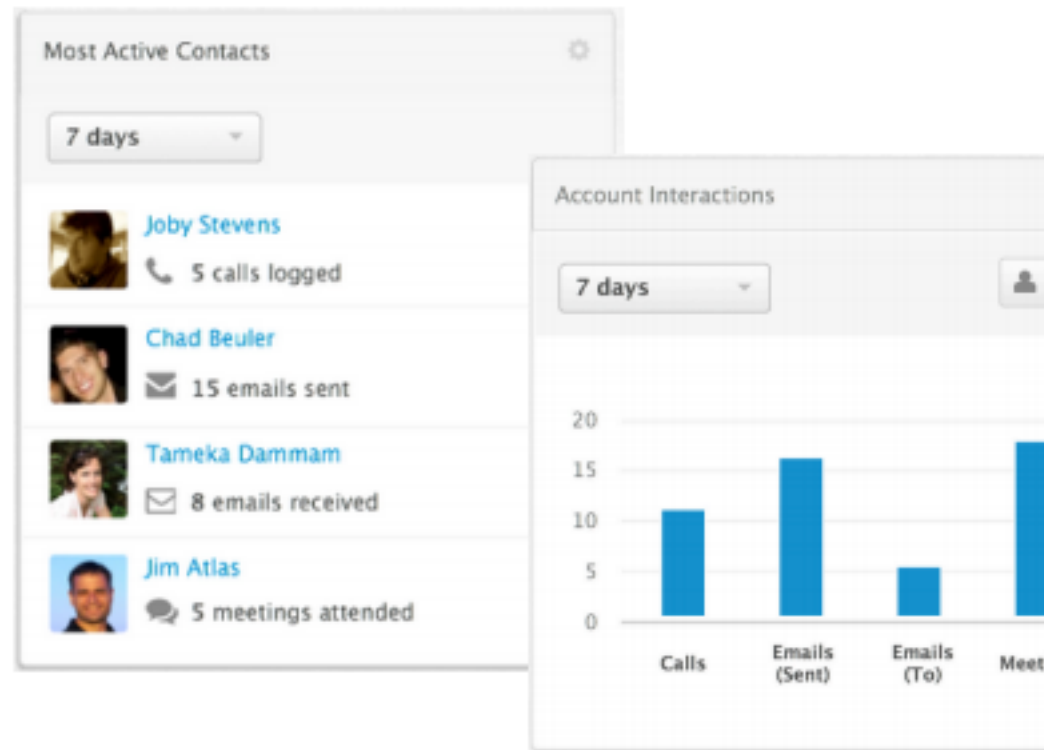 Most Active Contacts
7 days
Joby Stevens
5 calls logged
Chad Beuler
15 emails sent
Tameka Dammam
8 emails received
Jim Atlas
5 meetings attended
Account Interactions
7 days
20
15
10
5
0
Calls
Emails
(Sent)
Emails
(To)
Meet